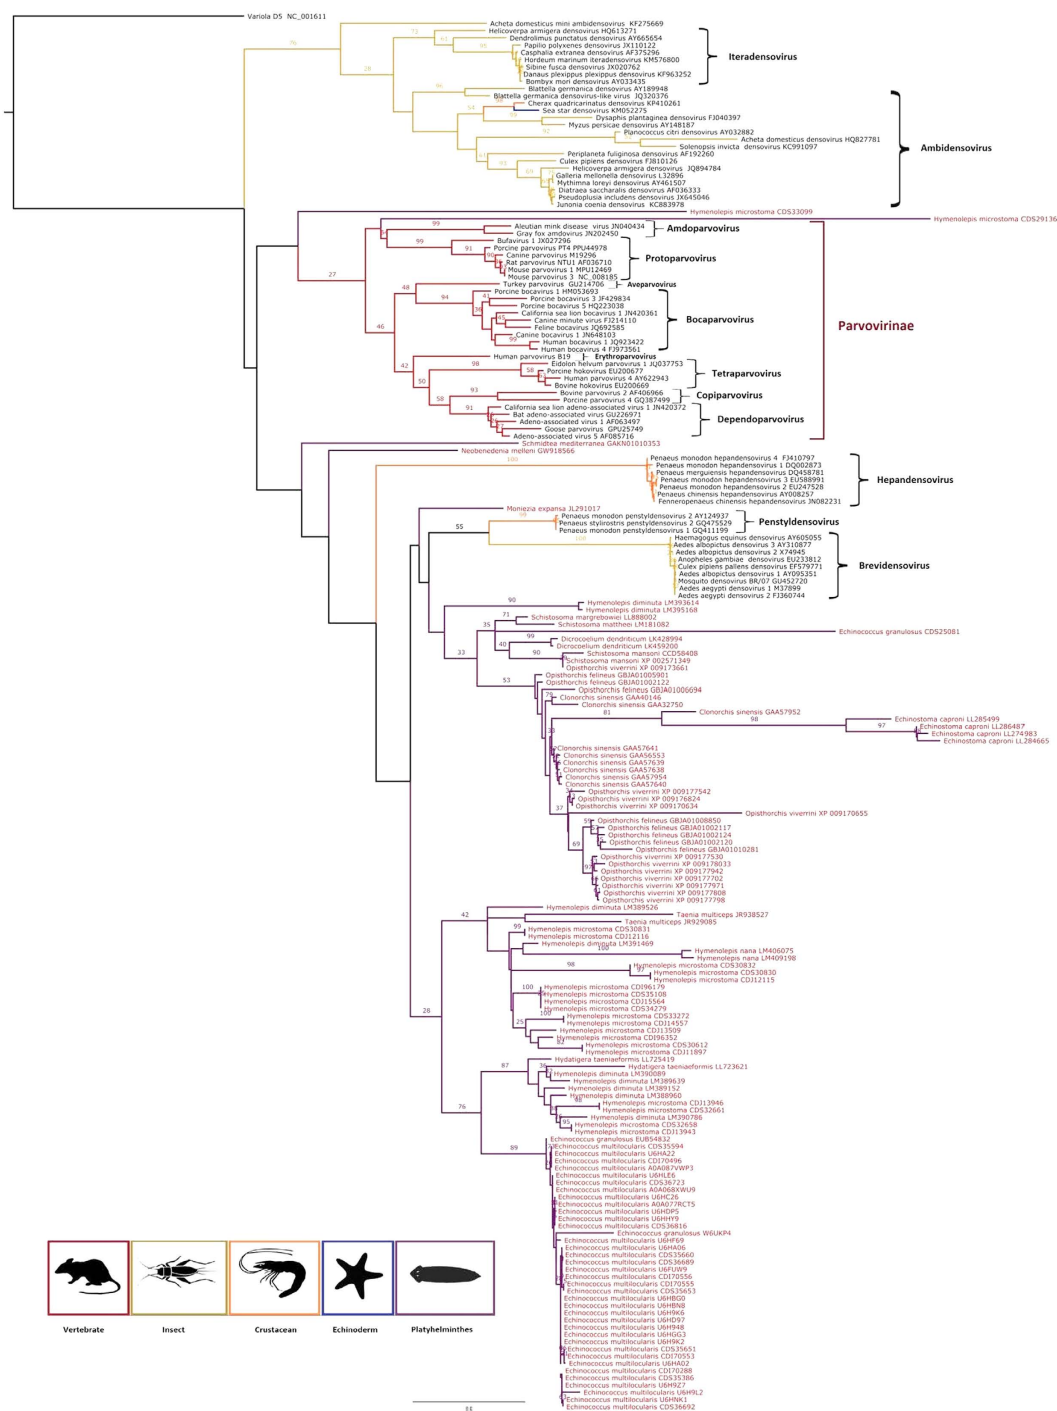 Variola D5 NC_001611
Acheta domesticus mini ambidensovirus KF275669
Helicoverpa armigera densovirus HQ613271
Dendrolimus punctatus densovirus AY665654
Papilio polyxenes densovirus JX110122
Casphalia extranea densovirus AF375296
Hordeum marinum iteradensovirus KM576800
Sibine fusca densovirus JX020762
Danaus plexippus plexippus densovirus KF963252
Bombyx mori densovirus AY033435
Iteradensovirus
Blattella germanica densovirus AY189948
Blattella germanica densovirus-like virus JQ320376
Cherax quadricarinatus densovirus KP410261
Sea star densovirus KM052275
Dysaphis plantaginea densovirus FJ040397
Myzus persicae densovirus AY148187
Planococcus citri densovirus AY032882
Acheta domesticus densovirus HQ827781
Solenopsis invicta densovirus KC991097
Periplaneta fuliginosa densovirus AF192260
Culex pipiens densovirus FJ810126
Helicoverpa armigera densovirus JQ894784
Galleria mellonella densovirus L32896
Mythimna loreyi densovirus AY461507
Diatraea saccharalis densovirus AF036333
Pseudoplusia includens densovirus JX645046
Junonia coenia densovirus KC883978
Ambidensovirus
Hymenolepis microstoma CDS33099
Hymenolepis microstoma CDS29136
Aleutian mink disease virus JN040434
Gray fox amdovirus JN202450
Amdoparvovirus
Bufavirus 1 JX027296
Porcine parvovirus PT4 PPU44978
Canine parvovirus M19296
Rat parvovirus NTU1 AF036710
Mouse parvovirus 1 MPU12469
Mouse parvovirus 3 NC_008185
Protoparvovirus
Turkey parvovirus GU214706
Aveparvovirus
Porcine bocavirus 1 HM053693
Porcine bocavirus 3 JF429834
Porcine bocavirus 5 HQ223038
California sea lion bocavirus 1 JN420361
Canine minute virus FJ214110
Feline bocavirus JQ692585
Canine bocavirus 1 JN648103
Human bocavirus 1 JQ923422
Human bocavirus 4 FJ973561
Bocaparvovirus
Parvovirinae
Human parvovirus B19
Erythroparvovirus
Eidolon helvum parvovirus 1 JQ037753
Porcine hokovirus EU200677
Human parvovirus 4 AY622943
Bovine hokovirus EU200669
Tetraparvovirus
Bovine parvovirus 2 AF406966
Porcine parvovirus 4 GQ387499
Copiparvovirus
California sea lion adeno-associated virus 1 JN420372
Bat adeno-associated virus GU226971
Adeno-associated virus 1 AF063497
Goose parvovirus GPU25749
Adeno-associated virus 5 AF085716
Dependoparvovirus
Schmidtea mediterranea GAKN01010353
Neobenedenia melleni GW918566
Penaeus monodon hepandensovirus 4 FJ410797
Penaeus monodon hepandensovirus 1 DQ002873
Penaeus merguiensis hepandensovirus DQ458781
Penaeus monodon hepandensovirus 3 EU588991
Penaeus monodon hepandensovirus 2 EU247528
Penaeus chinensis hepandensovirus AY008257
Fenneropenaeus chinensis hepandensovirus JN082231
Hepandensovirus
Moniezia expansa JL291017
Penaeus monodon penstyldensovirus 2 AY124937
Penaeus stylirostris penstyldensovirus 2 GQ475529
Penaeus monodon penstyldensovirus 1 GQ411199
Penstyldensovirus
Haemagogus equinus densovirus AY605055
Aedes albopictus densovirus 3 AY310877
Aedes albopictus densovirus 2 X74945
Anopheles gambiae densovirus EU233812
Culex pipiens pallens densovirus EF579771
Aedes albopictus densovirus 1 AY095351
Mosquito densovirus BR/07 GU452720
Aedes aegypti densovirus 1 M37899
Aedes aegypti densovirus 2 FJ360744
Brevidensovirus
Hymenolepis diminuta LM393614
Hymenolepis diminuta LM395168
Schistosoma margrebowiei LL888002
Schistosoma mattheei LM181082
Echinococcus granulosus CDS25081
Dicrocoelium dendriticum LK428994
Dicrocoelium dendriticum LK459200
Schistosoma mansoni CCD58408
Schistosoma mansoni XP 002571349
Opisthorchis viverrini XP 009173661
Opisthorchis felineus GBJA01005901
Opisthorchis felineus GBJA01002122
Opisthorchis felineus GBJA01006694
Clonorchis sinensis GAA40146
Clonorchis sinensis GAA32750
Clonorchis sinensis GAA57952
Echinostoma caproni LL285499
Echinostoma caproni LL286487
Echinostoma caproni LL274983
Echinostoma caproni LL284665
Clonorchis sinensis GAA57641
Clonorchis sinensis GAA56553
Clonorchis sinensis GAA57639
Clonorchis sinensis GAA57638
Clonorchis sinensis GAA57954
Clonorchis sinensis GAA57640
Opisthorchis viverrini XP 009177542
Opisthorchis viverrini XP 009176824
Opisthorchis viverrini XP 009170634
Opisthorchis viverrini XP 009170655
Opisthorchis felineus GBJA01008850
Opisthorchis felineus GBJA01002117
Opisthorchis felineus GBJA01002124
Opisthorchis felineus GBJA01002120
Opisthorchis felineus GBJA01010281
Opisthorchis viverrini XP 009177530
Opisthorchis viverrini XP 009178033
Opisthorchis viverrini XP 009177942
Opisthorchis viverrini XP 009177702
Opisthorchis viverrini XP 009177971
Opisthorchis viverrini XP 009177808
Opisthorchis viverrini XP 009177798
Hymenolepis diminuta LM389526
Taenia multiceps JR938527
Taenia multiceps JR929085
Hymenolepis microstoma CDS30831
Hymenolepis microstoma CDJ12116
Hymenolepis diminuta LM391469
Hymenolepis nana LM406075
Hymenolepis nana LM409198
Hymenolepis microstoma CDS30832
Hymenolepis microstoma CDS30830
Hymenolepis microstoma CDJ12115
Hymenolepis microstoma CDI96179
Hymenolepis microstoma CDS35108
Hymenolepis microstoma CDJ15564
Hymenolepis microstoma CDS34279
Hymenolepis microstoma CDS33272
Hymenolepis microstoma CDJ14557
Hymenolepis microstoma CDJ13509
Hymenolepis microstoma CDI96352
Hymenolepis microstoma CDS30612
Hymenolepis microstoma CDJ11897
Hydatigera taeniaeformis LL725419
Hydatigera taeniaeformis LL723621
Hymenolepis diminuta LM390089
Hymenolepis diminuta LM389639
Hymenolepis diminuta LM389152
Hymenolepis diminuta LM388960
Hymenolepis microstoma CDJ13946
Hymenolepis microstoma CDS32661
Hymenolepis diminuta LM390786
Hymenolepis microstoma CDS32658
Hymenolepis microstoma CDJ13943
Echinococcus granulosus EUB54832
Echinococcus multilocularis CDS35594
Echinococcus multilocularis U6HA22
Echinococcus multilocularis CDI70496
Echinococcus multilocularis A0A087VWP3
Echinococcus multilocularis U6HLE6
Echinococcus multilocularis CDS36723
Echinococcus multilocularis A0A068XWU9
Echinococcus multilocularis U6HC26
Echinococcus multilocularis A0A077RCT5
Echinococcus multilocularis U6HDP5
Echinococcus multilocularis U6HHY9
Echinococcus multilocularis CDS36816
Echinococcus granulosus W6UKP4
Echinococcus multilocularis U6HF69
Echinococcus multilocularis U6HA06
Echinococcus multilocularis CDS35660
Echinococcus multilocularis CDS36689
Echinococcus multilocularis U6FUW9
Echinococcus multilocularis CDI70556
Echinococcus multilocularis CDI70555
Echinococcus multilocularis CDS35653
Echinococcus multilocularis U6HBG0
Echinococcus multilocularis U6HBN8
Echinococcus multilocularis U6H9K6
Echinococcus multilocularis U6HD97
Echinococcus multilocularis U6H948
Echinococcus multilocularis U6HGG3
Echinococcus multilocularis U6H9K2
Echinococcus multilocularis CDS35651
Echinococcus multilocularis CDI70553
Echinococcus multilocularis U6HA02
Echinococcus multilocularis CDI70288
Echinococcus multilocularis CDS35386
Echinococcus multilocularis U6H9Z7
Echinococcus multilocularis U6H9L2
Echinococcus multilocularis U6HNK1
Echinococcus multilocularis CDS36692
Vertebrate
Insect
Crustacean
Echinoderm
Platyhelminthes